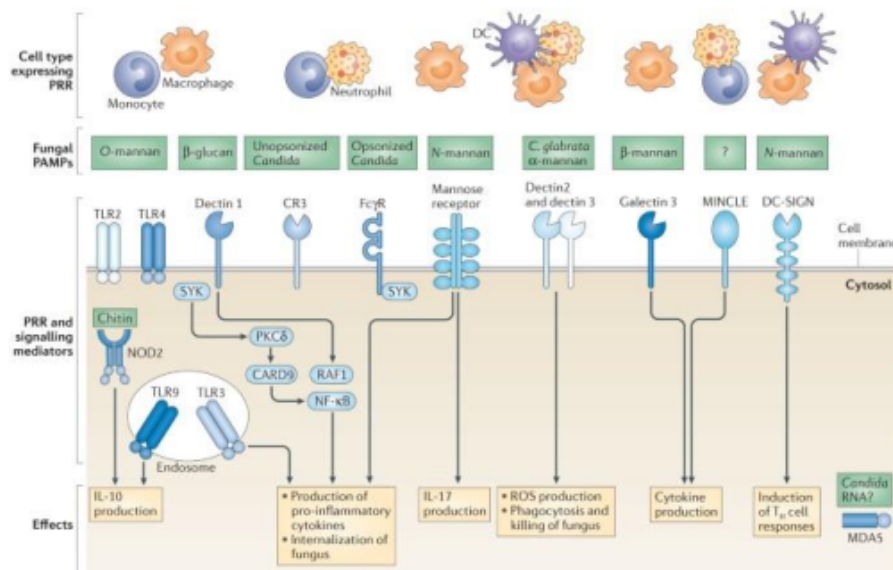 Cell type
expressing
PRR
Monocyte
Macrophage
Neutrophil
DC
Fungal
PAMPs
O-mannan
β-glucan
Unopsonized
Candida
Opsonized
Candida
N-mannan
C. glabrata
α-mannan
β-mannan
?
N-mannan
TLR2
TLR4
Dectin 1
CR3
FcγR
Mannose
receptor
Dectin2
and dectin 3
Galectin 3
MINCLE
DC-SIGN
Cell
membrane
Cytosol
PRR and
signalling
mediators
SYK
SYK
Chitin
NOD2
PKCδ
CARD9
RAF1
NF-κB
TLR9
TLR3
Endosome
Effects
IL-10
production
• Production of
pro-inflammatory
cytokines
• Internalization of
fungus
IL-17
production
• ROS production
• Phagocytosis and
killing of fungus
Cytokine
production
Induction
of T cell
responses
Candida
RNA?
MDA5